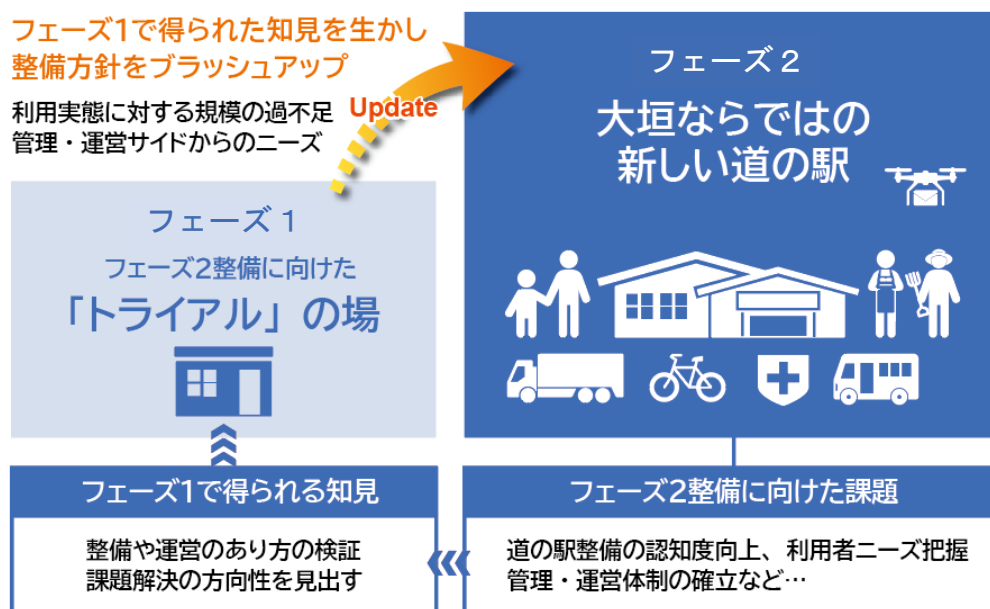 フェーズ1で得られた知見を生かし
整備方針をブラッシュアップ
利用実態に対する規模の過不足
管理・運営サイドからのニーズ
Update
フェーズ1
フェーズ2整備に向けた
「トライアル」の場
フェーズ2
大垣ならではの
新しい道の駅
フェーズ1で得られる知見
整備や運営のあり方の検証
課題解決の方向性を見出す
フェーズ2整備に向けた課題
道の駅整備の認知度向上、利用者ニーズ把握
管理・運営体制の確立など…